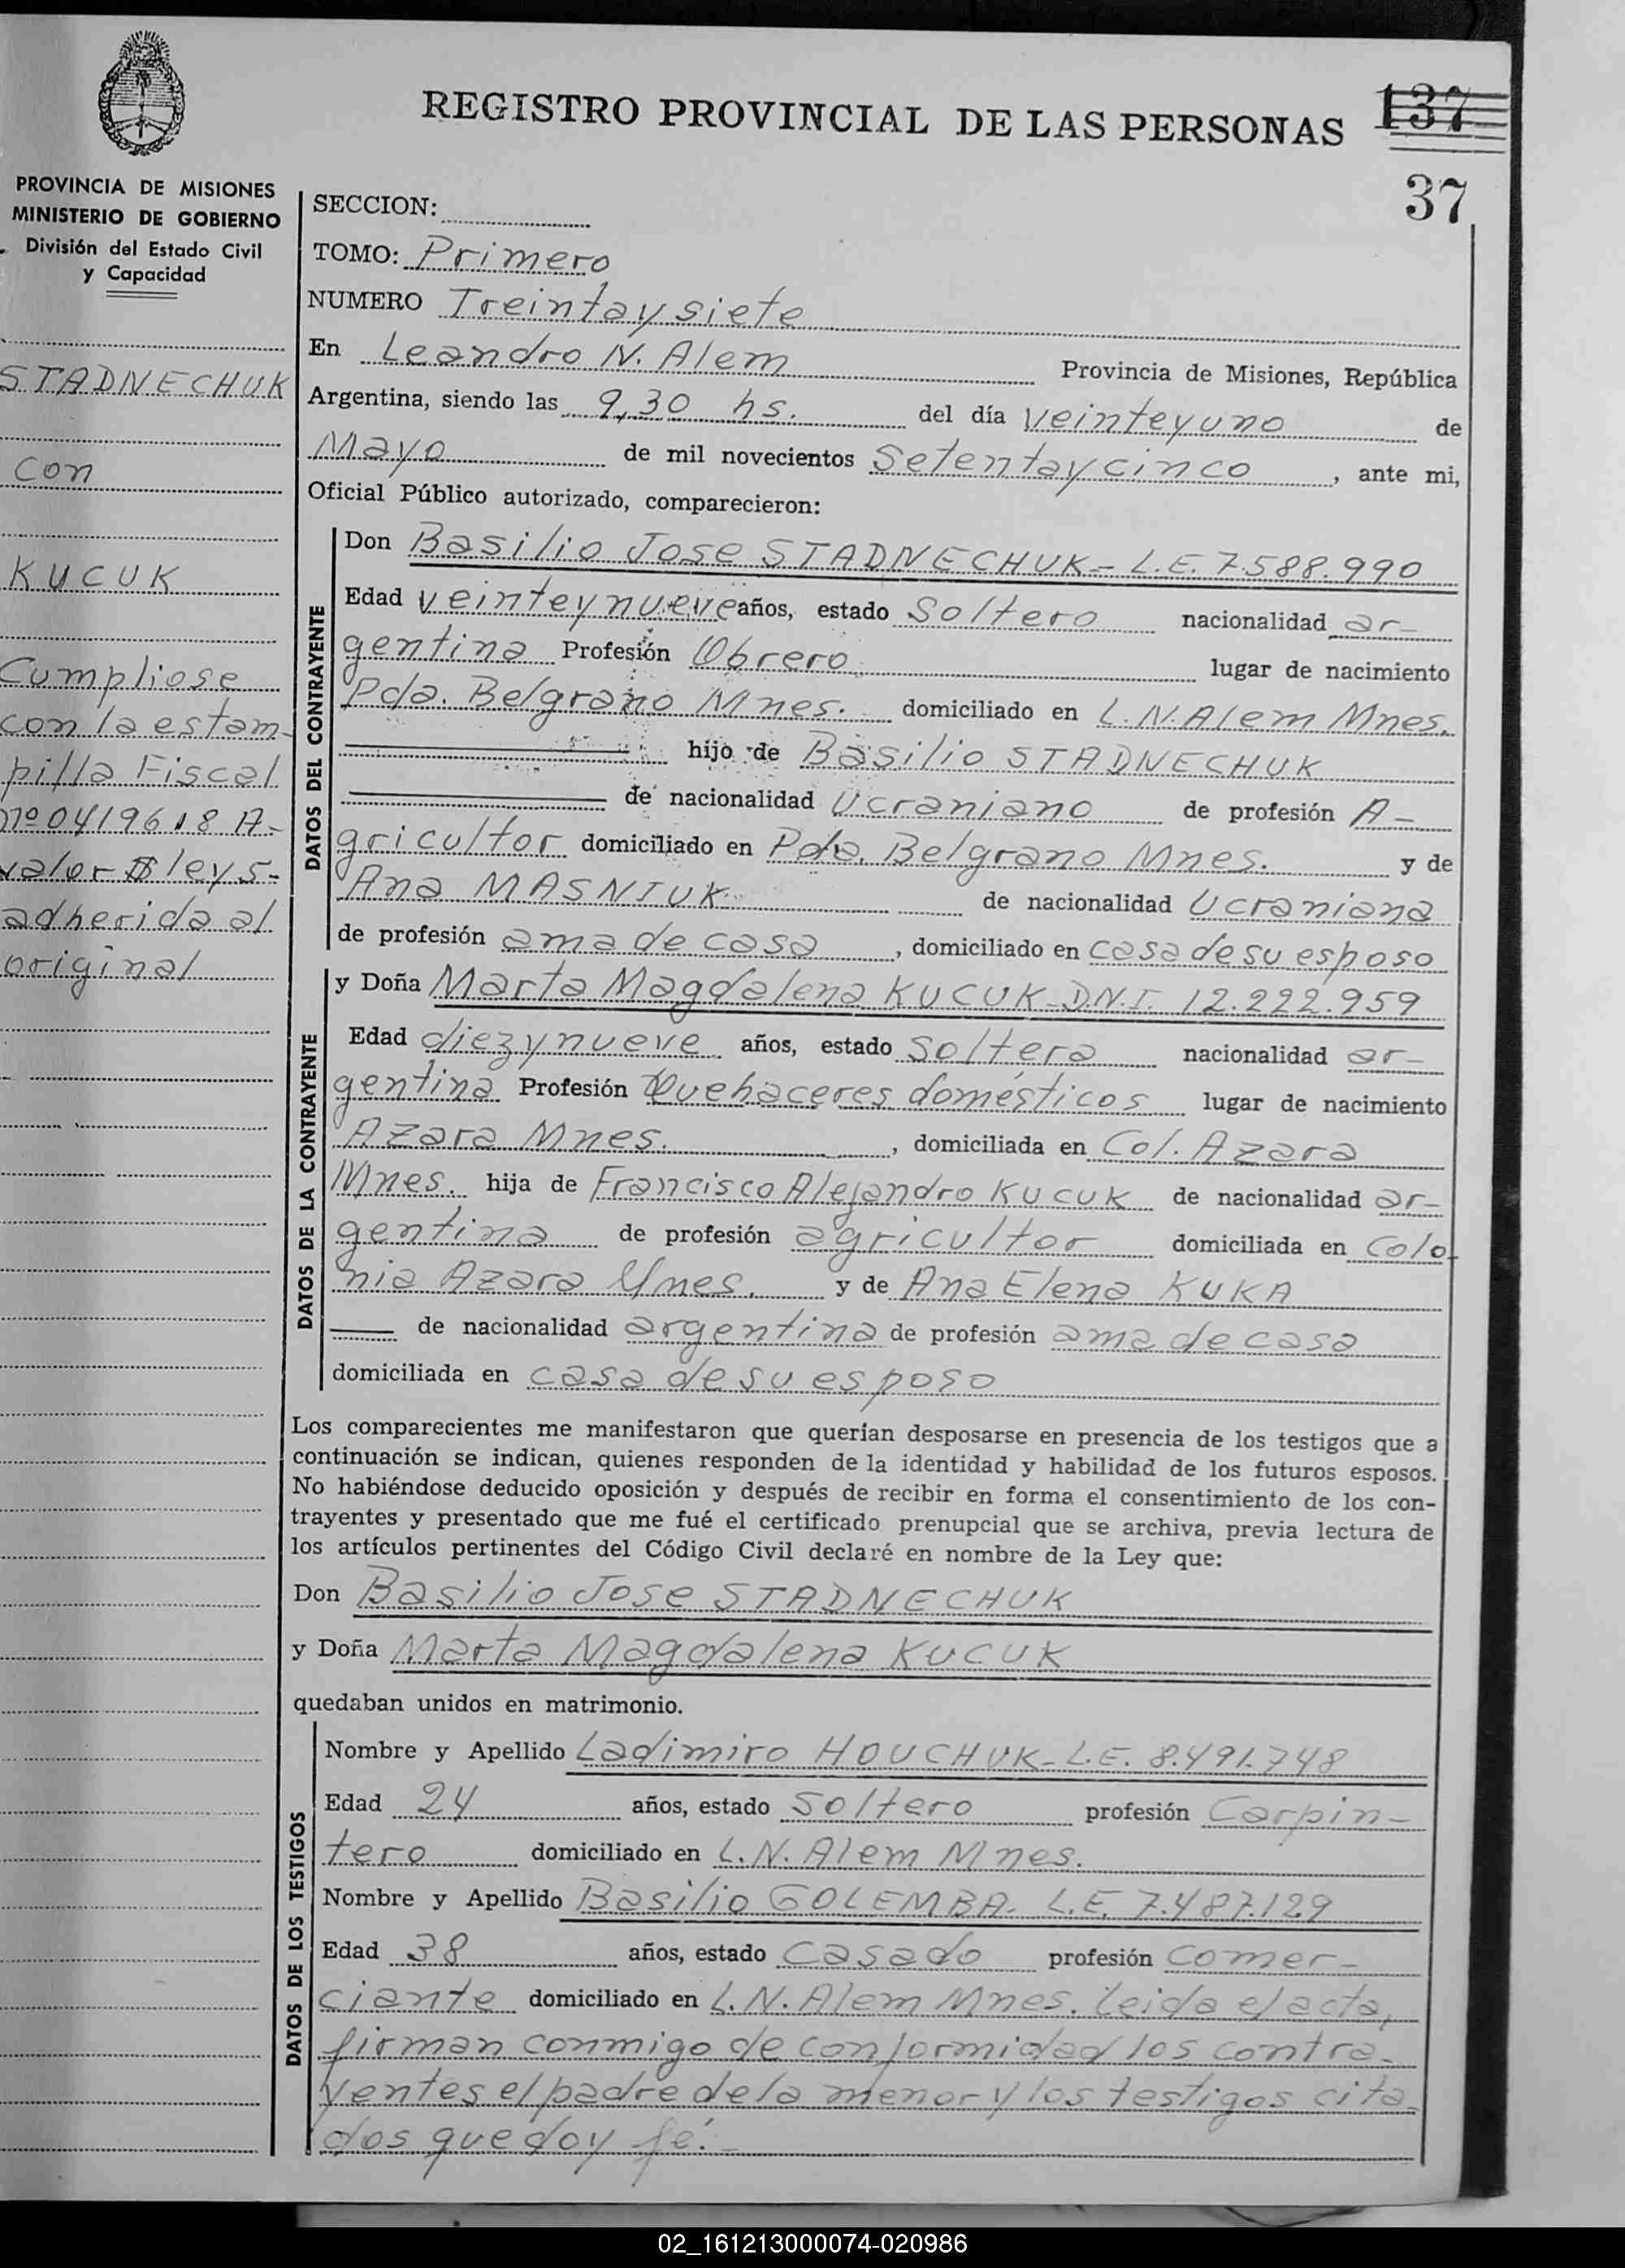 REGISTRO PROVINCIAL DE LAS PERSONAS
137
37
PROVINCIA DE MISIONES
MINISTERIO DE GOBIERNO
División del Estado Civil
y Capacidad
STADNECHUK
con
KUCUK
Cumpliose
con la estam-
pilla Fiscal
nº 0419618 A-
valor $ ley 5-
adherida al
original
SECCION:
TOMO: Primero
NUMERO Treintaysiete
En Leandro N. Alem Provincia de Misiones, República
Argentina, siendo las 9,30 hs. del día veinteyuno de
Mayo de mil novecientos Setentaycinco, ante mi,
Oficial Público autorizado, comparecieron:
DATOS DEL CONTRAYENTE
Don Basilio Jose STADNECHUK- L.E. 7.588.990
Edad veinteynueve años, estado Soltero nacionalidad ar-
gentina Profesión Obrero lugar de nacimiento
Pda. Belgrano Mnes. domiciliado en L.N. Alem Mnes.
hijo de Basilio STADNECHUK
de nacionalidad Ucraniano de profesión A-
gricultor domiciliado en Pda. Belgrano Mnes. y de
Ana MASNIUK de nacionalidad Ucraniana
de profesión ama de casa, domiciliado en casa de su esposo
DATOS DE LA CONTRAYENTE
y Doña Marta Magdalena KUCUK- D.N.I. 12.222.959
Edad diezynueve años, estado Soltera nacionalidad ar-
gentina Profesión Quehaceres domésticos lugar de nacimiento
Azara Mnes., domiciliada en Col. Azara
Mnes. hija de Francisco Alejandro KUCUK de nacionalidad ar-
gentina de profesión agricultor domiciliada en Colo-
nia Azara Mnes. y de Ana Elena KUKA
de nacionalidad argentina de profesión ama de casa
domiciliada en casa de su esposo
Los comparecientes me manifestaron que querían desposarse en presencia de los testigos que a
continuación se indican, quienes responden de la identidad y habilidad de los futuros esposos.
No habiéndose deducido oposición y después de recibir en forma el consentimiento de los con-
trayentes y presentado que me fué el certificado prenupcial que se archiva, previa lectura de
los artículos pertinentes del Código Civil declaré en nombre de la Ley que:
Don Basilio Jose STADNECHUK
y Doña Marta Magdalena KUCUK
quedaban unidos en matrimonio.
DATOS DE LOS TESTIGOS
Nombre y Apellido Ladimiro HOUCHUK- L.E. 8.491.748
Edad 24 años, estado Soltero profesión Carpin-
tero domiciliado en L.N. Alem Mnes.
Nombre y Apellido Basilio GOLEMBA- L.E. 7.487.129
Edad 38 años, estado Casado profesión comer-
ciante domiciliado en L.N. Alem Mnes. leida el acta,
firman conmigo de conformidad los contra-
yentes el padre de la menor y los testigos cita-
dos que doy fé.-
02_161213000074-020986